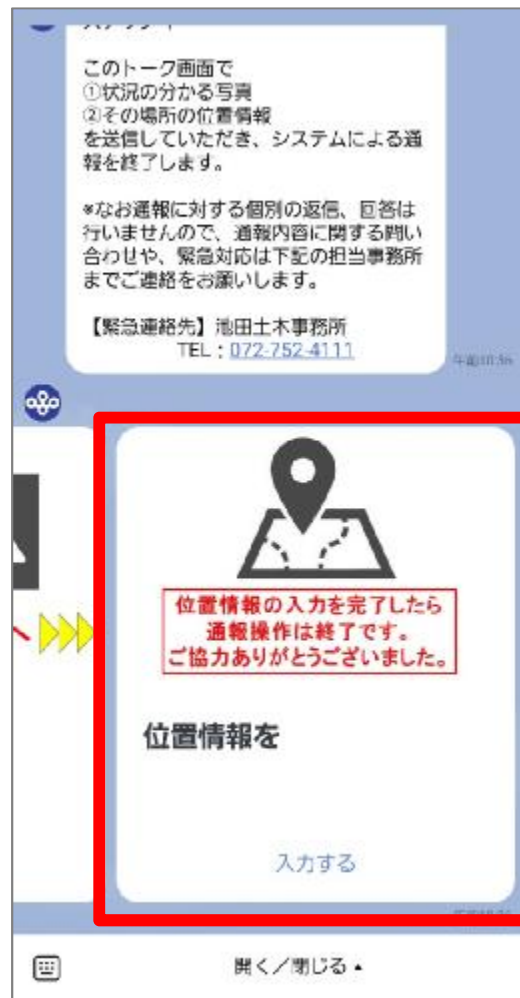 このトーク画面で
①状況の分かる写真
②その場所の位置情報
を送信していただき、システムによる通
報を終了します。
*なお通報に対する個別の返信、回答は
行いませんので、通報内容に関する問い
合わせや、緊急対応は下記の担当事務所
までご連絡をお願いします。
【緊急連絡先】池田土木事務所
TEL：072-752-4111
午前10:36
位置情報の入力を完了したら
通報操作は終了です。
ご協力ありがとうございました。
位置情報を
入力する
開く／閉じる▲